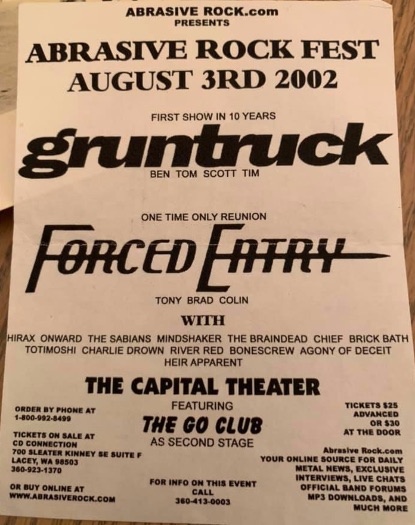 ABRASIVE ROCK.com
PRESENTS
ABRASIVE ROCK FEST
AUGUST 3RD 2002
FIRST SHOW IN 10 YEARS
gruntruck
BEN TOM SCOTT TIM
ONE TIME ONLY REUNION
FORCED ENTRY
TONY BRAD COLIN
WITH
HIRAX ONWARD THE SABIANS MINDSHAKER THE BRAINDEAD CHIEF BRICK BATH
TOTIMOSHI CHARLIE DROWN RIVER RED BONESCREW AGONY OF DECEIT
HEIR APPARENT
THE CAPITAL THEATER
FEATURING
THE GO CLUB
AS SECOND STAGE
ORDER BY PHONE AT
1-800-992-8499
TICKETS ON SALE AT
CD CONNECTION
700 SLEATER KINNEY SE SUITE F
LACEY, WA 98503
360-923-1370
OR BUY ONLINE AT
WWW.ABRASIVEROCK.COM
FOR INFO ON THIS EVENT
CALL
360-413-0003
TICKETS $25
ADVANCED
OR $30
AT THE DOOR
Abrasive Rock.com
YOUR ONLINE SOURCE FOR DAILY
METAL NEWS, EXCLUSIVE
INTERVIEWS, LIVE CHATS
OFFICIAL BAND FORUMS
MP3 DOWNLOADS, AND
MUCH MORE